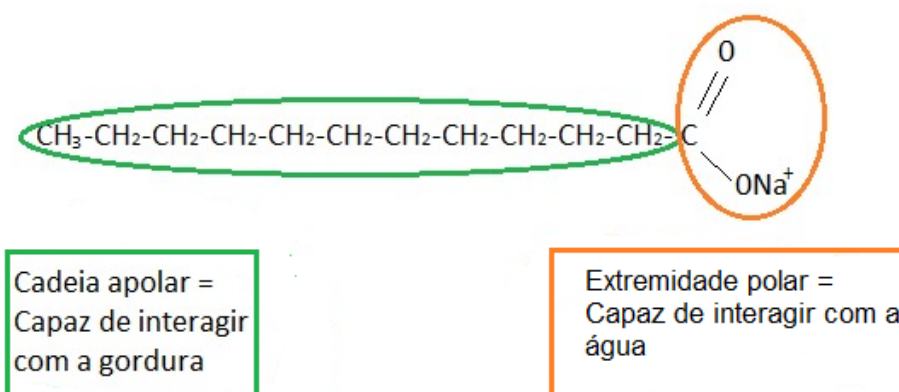 O
CH₃-CH₂-CH₂-CH₂-CH₂-CH₂-CH₂-CH₂-CH₂-CH₂-CH₂-C
ONa⁺
Cadeia apolar =
Capaz de interagir
com a gordura
Extremidade polar =
Capaz de interagir com a
água